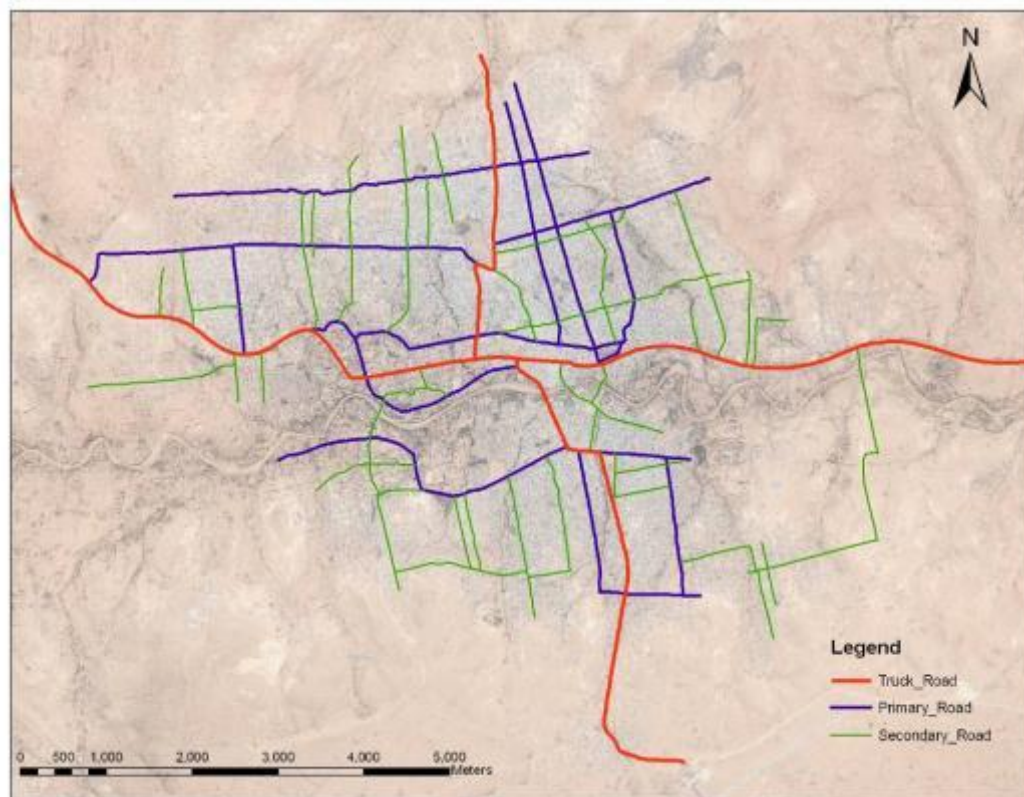 N
Legend
Truck_Road
Primary_Road
Secondary_Road
0 500 1,000 2,000 3,000 4,000 5,000
Meters